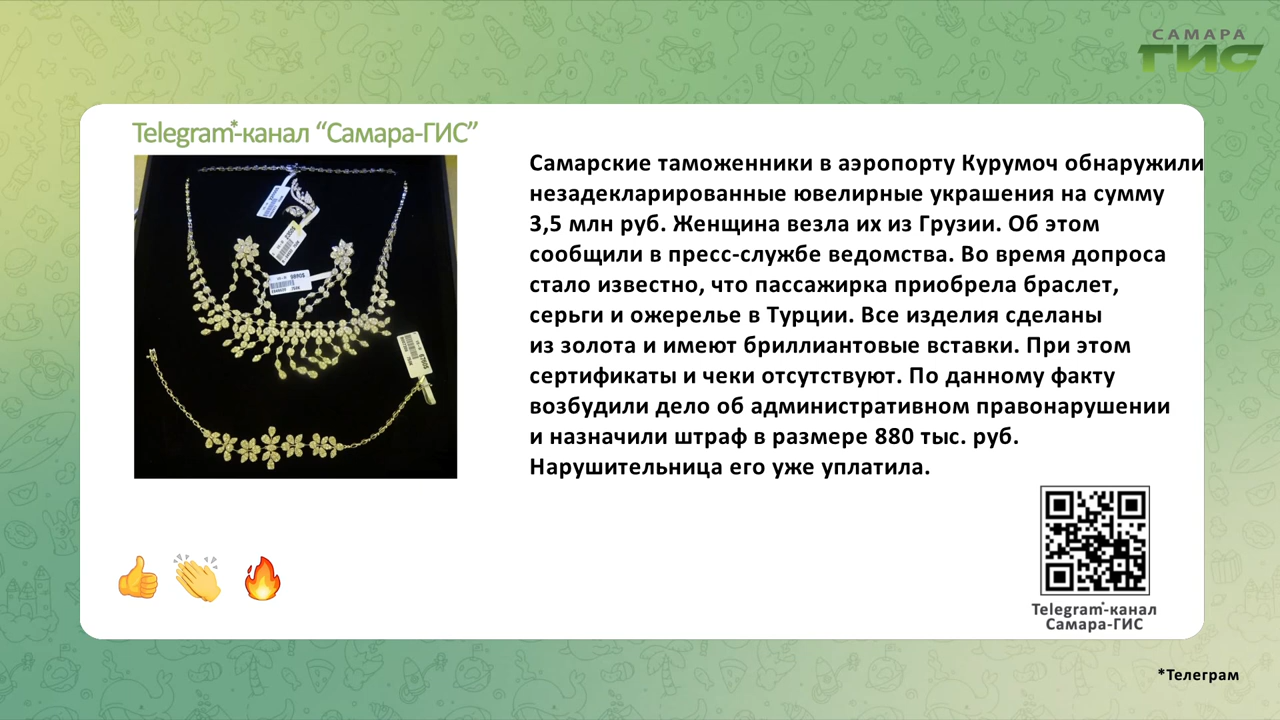 САМАРА
ГИС
Telegram*-канал “Самара-ГИС”
Самарские таможенники в аэропорту Курумоч обнаружили
незадекларированные ювелирные украшения на сумму
3,5 млн руб. Женщина везла их из Грузии. Об этом
сообщили в пресс-службе ведомства. Во время допроса
стало известно, что пассажирка приобрела браслет,
серьги и ожерелье в Турции. Все изделия сделаны
из золота и имеют бриллиантовые вставки. При этом
сертификаты и чеки отсутствуют. По данному факту
возбудили дело об административном правонарушении
и назначили штраф в размере 880 тыс. руб.
Нарушительница его уже уплатила.
Telegram*-канал
Самара-ГИС
*Телеграм